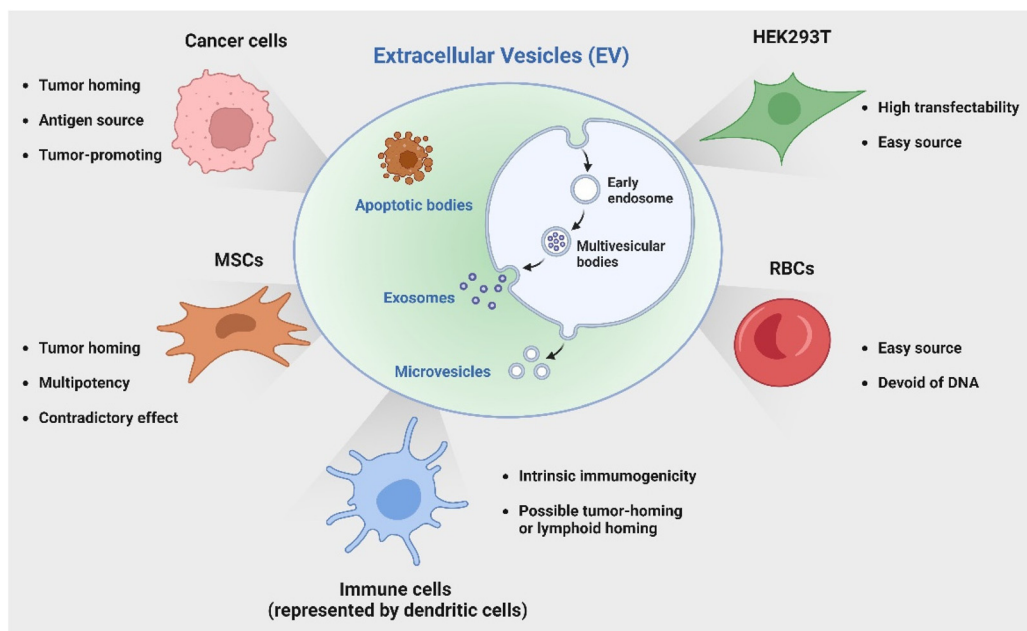 Extracellular Vesicles (EV)
Cancer cells
• Tumor homing
• Antigen source
• Tumor-promoting
HEK293T
• High transfectability
• Easy source
Apoptotic bodies
Early
endosome
Multivesicular
bodies
Exosomes
Microvesicles
MSCs
• Tumor homing
• Multipotency
• Contradictory effect
RBCs
• Easy source
• Devoid of DNA
• Intrinsic immumogenicity
• Possible tumor-homing
or lymphoid homing
Immune cells
(represented by dendritic cells)